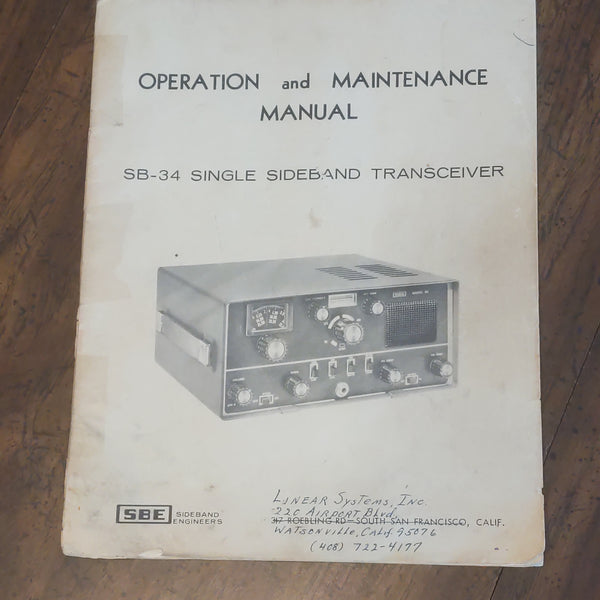 OPERATION and MAINTENANCE
MANUAL
SB-34 SINGLE SIDEBAND TRANSCEIVER
SBE SIDEBAND
ENGINEERS
Linear Systems, Inc.
220 Airport Blvd.
317 ROEBLING RD—SOUTH SAN FRANCISCO, CALIF.
Watsonville, Calif 95076
(408) 722-4177